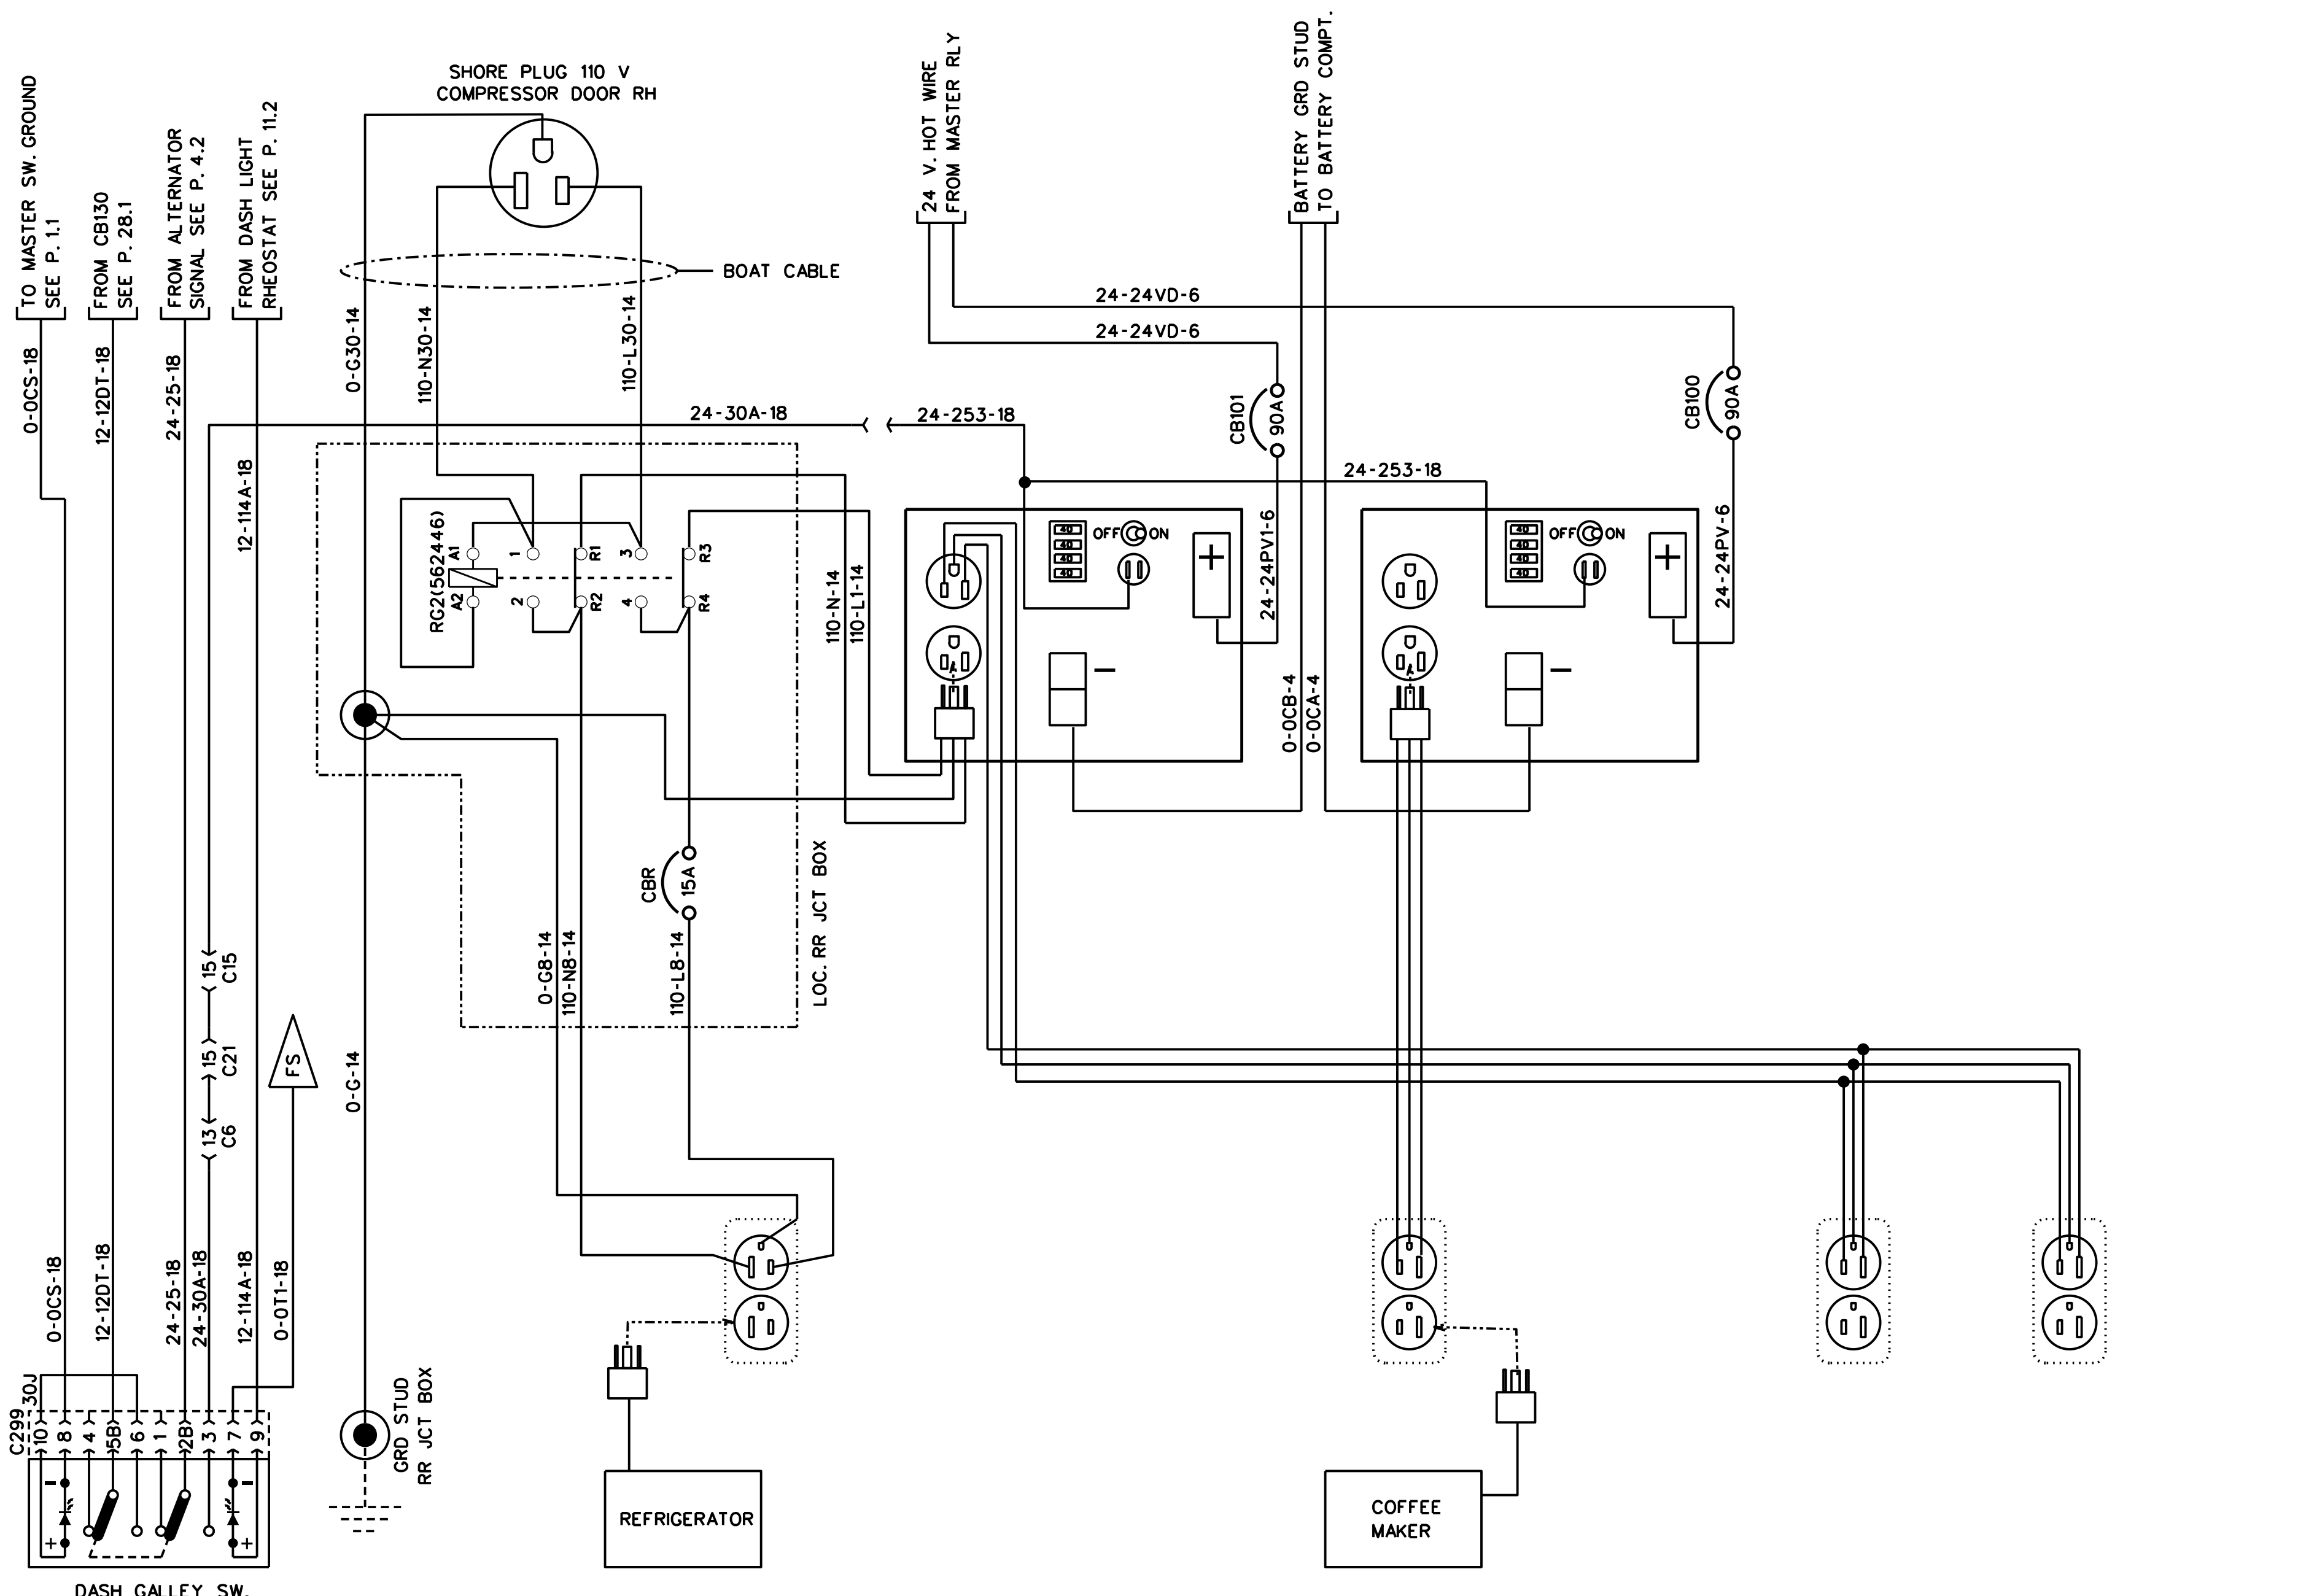 SHORE PLUG 110 V
COMPRESSOR DOOR RH
TO MASTER SW. GROUND
SEE P. 1.1
FROM CB130
SEE P. 28.1
FROM ALTERNATOR
SIGNAL SEE P. 4.2
FROM DASH LIGHT
RHEOSTAT SEE P. 11.2
24 V. HOT WIRE
FROM MASTER RLY
BATTERY GRD STUD
TO BATTERY COMPT.
BOAT CABLE
0-0CS-18
12-12DT-18
24-25-18
12-114A-18
0-G30-14
110-N30-14
110-L30-14
24-24VD-6
24-24VD-6
24-30A-18
24-253-18
CB101
90A
CB100
90A
24-253-18
RG2(562446)
A1
A2
1
2
R1
R2
3
4
R3
R4
110-N-14
110-L1-14
40
40
40
40
OFF
ON
+
−
24-24PV1-6
0-0CB-4
0-0CA-4
40
40
40
40
OFF
ON
+
−
24-24PV-6
CBR
15A
LOC. RR JCT BOX
0-G8-14
110-N8-14
110-L8-14
15
C15
15
C21
13
C6
FS
0-G-14
0-0CS-18
12-12DT-18
24-25-18
24-30A-18
12-114A-18
0-0T1-18
C299
30J
10
8
4
5B
6
1
2B
3
7
9
−
+
−
+
DASH GALLEY SW.
GRD STUD
RR JCT BOX
REFRIGERATOR
COFFEE
MAKER